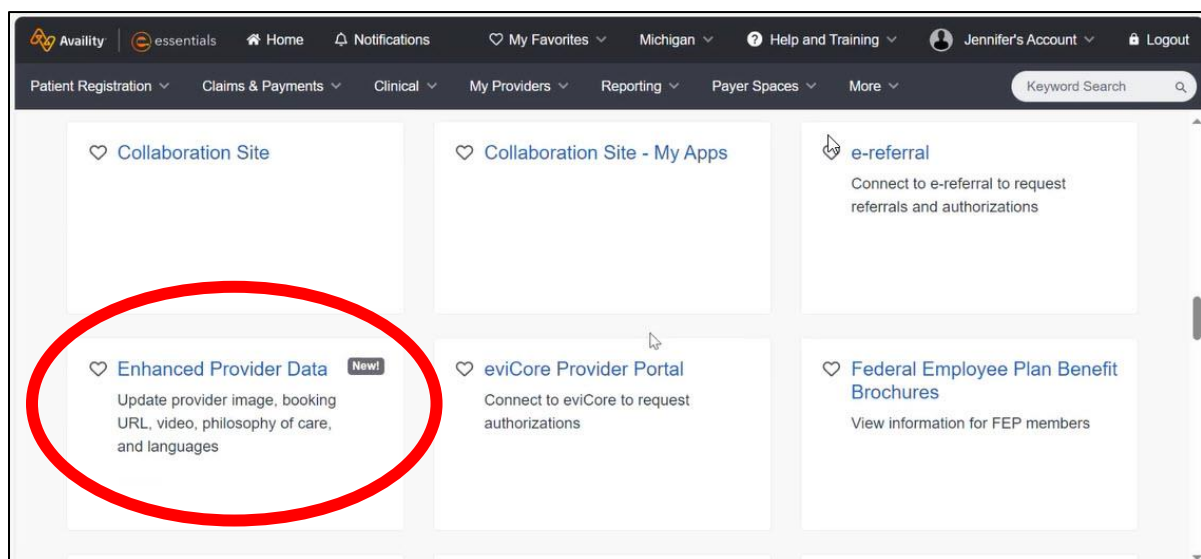 Availity essentials Home Notifications My Favorites Michigan Help and Training Jennifer's Account Logout
Patient Registration Claims & Payments Clinical My Providers Reporting Payer Spaces More Keyword Search
Collaboration Site
Collaboration Site - My Apps
e-referral
Connect to e-referral to request
referrals and authorizations
Enhanced Provider Data New!
Update provider image, booking
URL, video, philosophy of care,
and languages
eviCore Provider Portal
Connect to eviCore to request
authorizations
Federal Employee Plan Benefit
Brochures
View information for FEP members